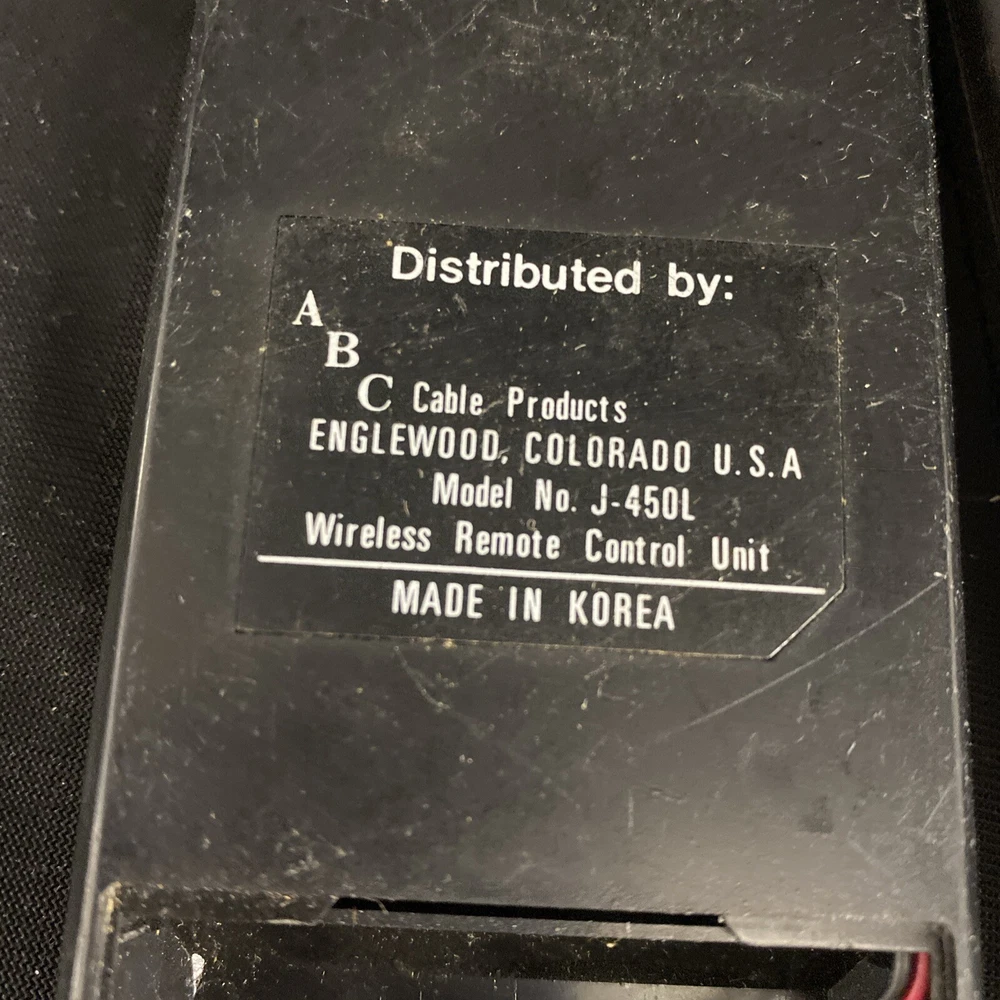 Distributed by:
A
B
C Cable Products
ENGLEWOOD, COLORADO U.S.A
Model No. J-450L
Wireless Remote Control Unit
MADE IN KOREA